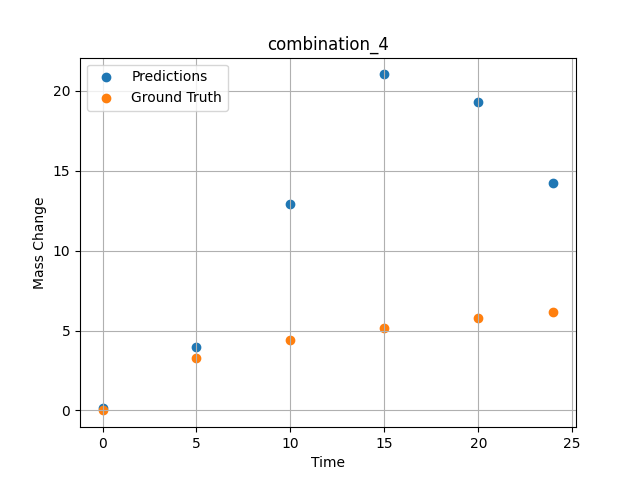 combination_4
Predictions
Ground Truth
Mass Change
20
15
10
5
0
0 5 10 15 20 25
Time